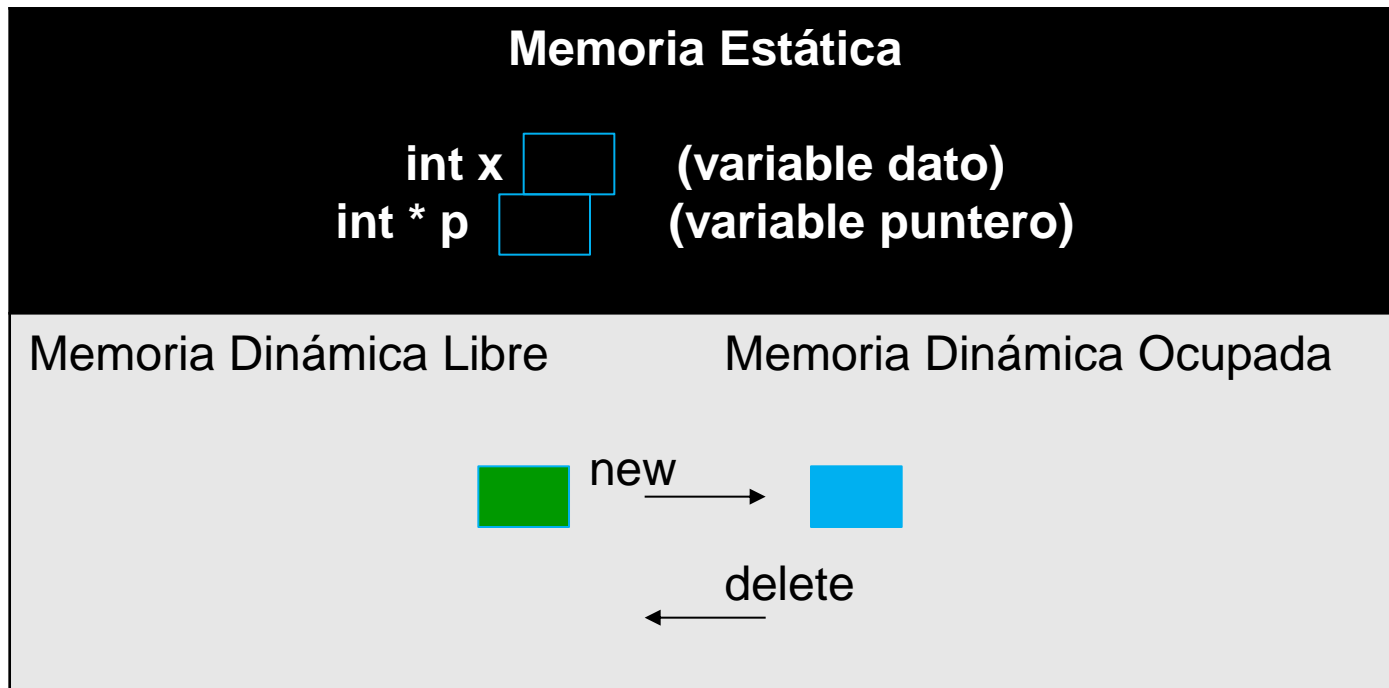 Memoria Estática
int x (variable dato)
int * p (variable puntero)
Memoria Dinámica Libre Memoria Dinámica Ocupada
new
delete